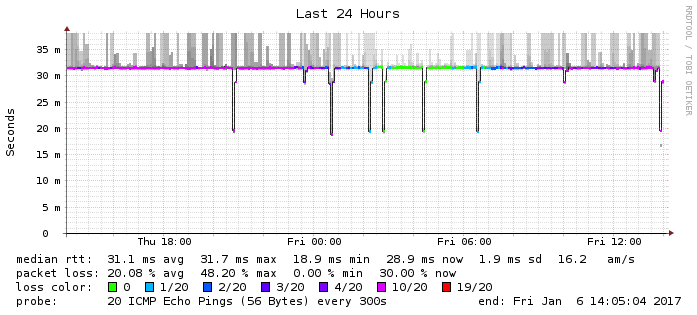 Last 24 Hours
RRDTOOL / TOBI OETIKER
Seconds
35 m
30 m
25 m
20 m
15 m
10 m
5 m
0
Thu 18:00 Fri 00:00 Fri 06:00 Fri 12:00
median rtt: 31.1 ms avg 31.7 ms max 18.9 ms min 28.9 ms now 1.9 ms sd 16.2 am/s
packet loss: 20.08 % avg 48.20 % max 0.00 % min 30.00 % now
loss color: 0 1/20 2/20 3/20 4/20 10/20 19/20
probe: 20 ICMP Echo Pings (56 Bytes) every 300s end: Fri Jan 6 14:05:04 2017